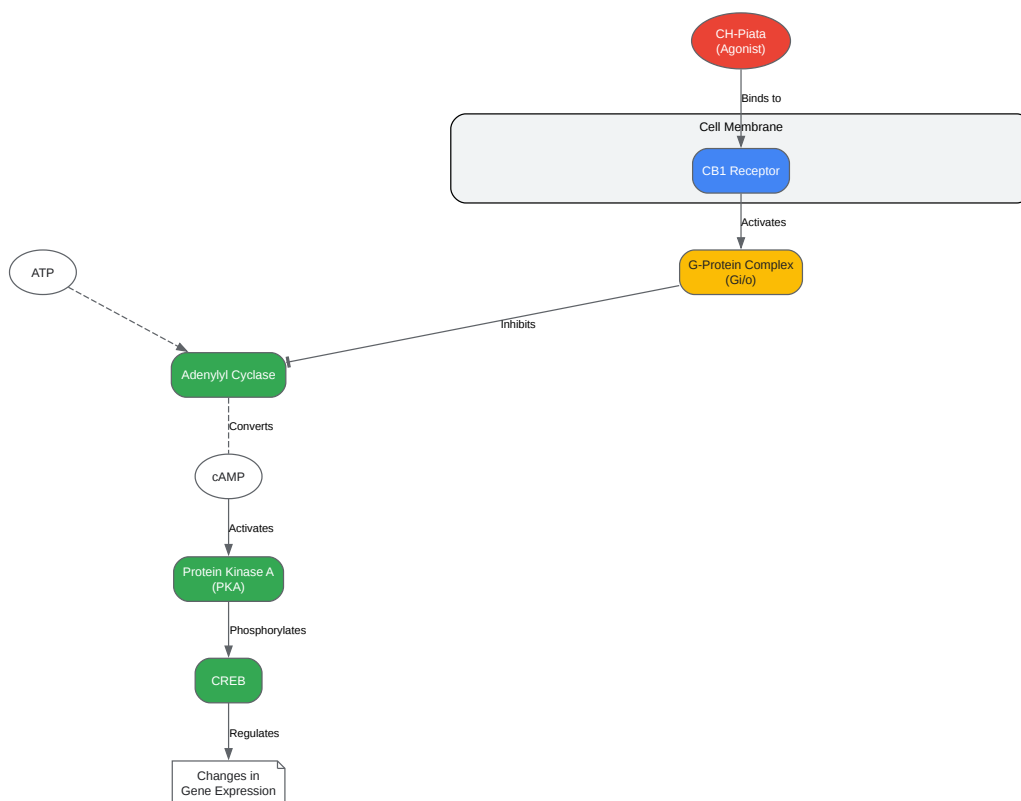 CH-Piata
(Agonist)
Binds to
Cell Membrane
CB1 Receptor
Activates
G-Protein Complex
(Gi/o)
ATP
Inhibits
Adenylyl Cyclase
Converts
cAMP
Activates
Protein Kinase A
(PKA)
Phosphorylates
CREB
Regulates
Changes in
Gene Expression